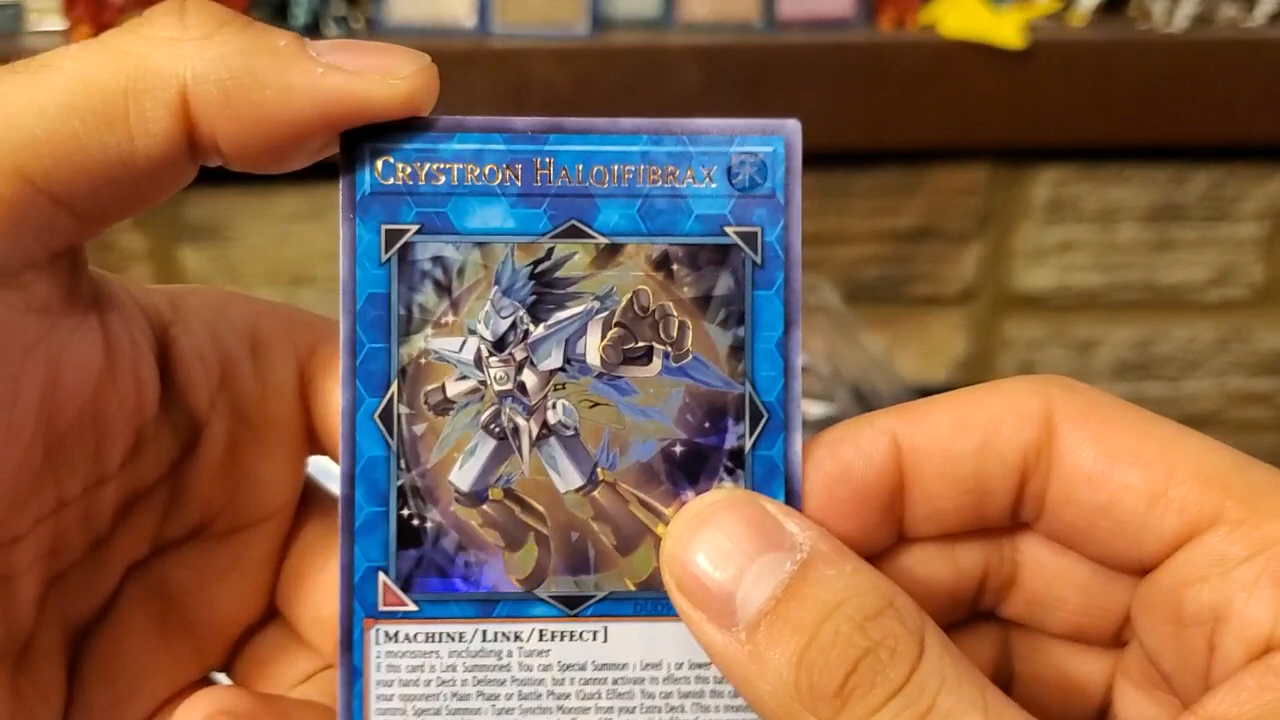 CRYSTRON HALQIFIBRAX
水
[MACHINE/LINK/EFFECT]
2 monsters, including a Tuner
If this card is Link Summoned: You can Special Summon 1 Level 3 or lower
your hand or Deck in Defense Position, but it cannot activate its effects this tur
your opponent's Main Phase or Battle Phase (Quick Effect): You can banish this ca
control; Special Summon 1 Tuner Synchro Monster from your Extra Deck. (This is treate